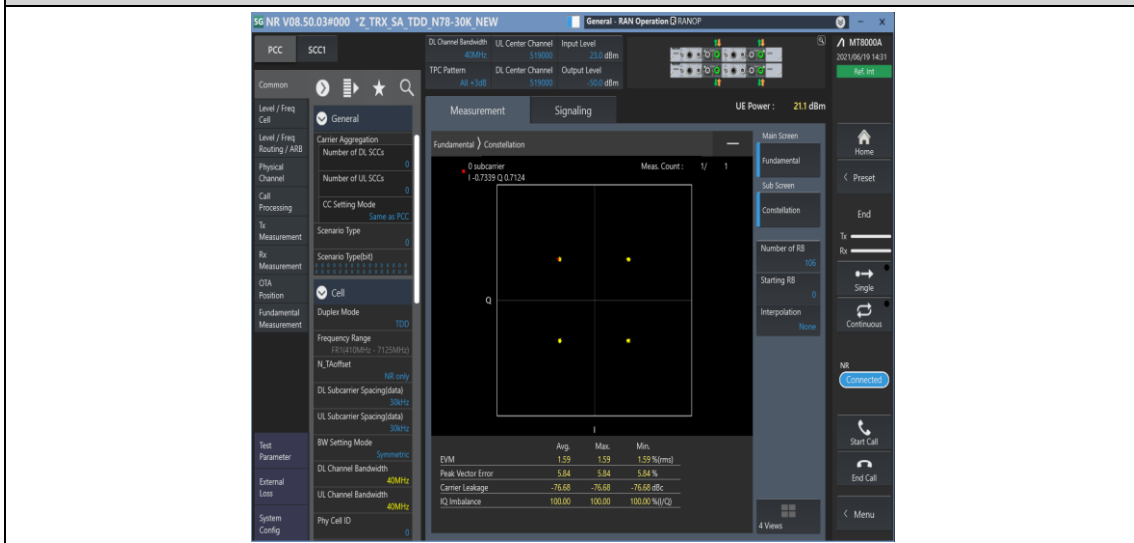 5G NR V08.50.03#000 *Z_TRX_SA_TDD_N78-30K_NEW
General - RAN Operation RANOP
PCC SCC1
DL Channel Bandwidth UL Center Channel Input Level
40MHz 519000 23.0 dBm
TPC Pattern DL Center Channel Output Level
All +3dB 519000 -50.0 dBm
MT8000A
2021/06/19 14:31
Ref. Int
Common
Level / Freq
Cell
Level / Freq
Routing / ARB
Physical
Channel
Call
Processing
Tx
Measurement
Rx
Measurement
OTA
Position
Fundamental
Measurement
Test
Parameter
External
Loss
System
Config
General
Carrier Aggregation
Number of DL SCCs
0
Number of UL SCCs
0
CC Setting Mode
Same as PCC
Scenario Type
0
Scenario Type(bit)
Cell
Duplex Mode
TDD
Frequency Range
FR1(410MHz - 7125MHz)
N_TAoffset
NR only
DL Subcarrier Spacing(data)
30kHz
UL Subcarrier Spacing(data)
30kHz
BW Setting Mode
Symmetric
DL Channel Bandwidth
40MHz
UL Channel Bandwidth
40MHz
Phy Cell ID
0
Measurement Signaling
UE Power : 21.1 dBm
Fundamental ⟩ Constellation
0 subcarrier Meas. Count : 1/ 1
I -0.7339 Q 0.7124
Q
I
Avg. Max. Min.
EVM 1.59 1.59 1.59 %(rms)
Peak Vector Error 5.84 5.84 5.84 %
Carrier Leakage -76.68 -76.68 -76.68 dBc
IQ Imbalance 100.00 100.00 100.00 %(I/Q)
Main Screen
Fundamental
Sub Screen
Constellation
Number of RB
106
Starting RB
0
Interpolation
None
4 Views
Home
< Preset
End
Tx
Rx
Single
Continuous
NR
Connected
Start Call
End Call
< Menu